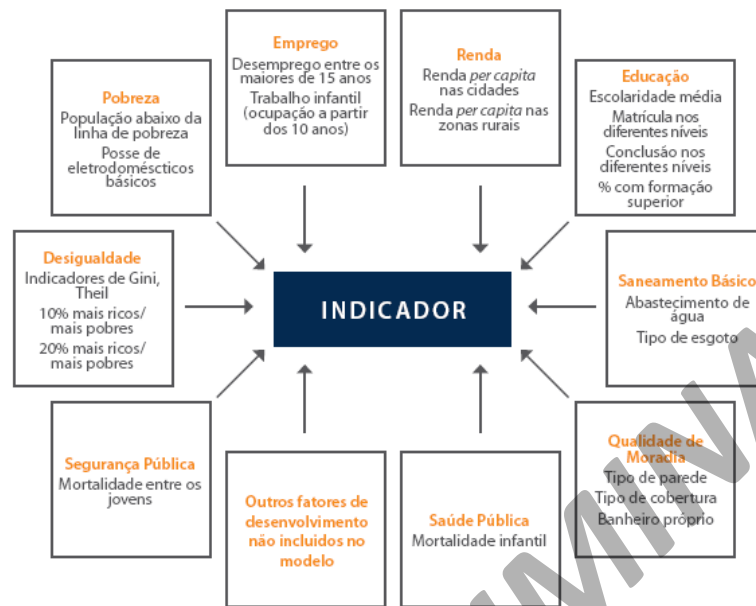 Emprego
Desemprego entre os
maiores de 15 anos
Trabalho infantil
(ocupação a partir
dos 10 anos)
Renda
Renda per capita
nas cidades
Renda per capita nas
zonas rurais
Pobreza
População abaixo da
linha de pobreza
Posse de
eletrodoméscticos
básicos
Educação
Escolaridade média
Matrícula nos
diferentes níveis
Conclusão nos
diferentes níveis
% com formação
superior
Desigualdade
Indicadores de Gini,
Theil
10% mais ricos/
mais pobres
20% mais ricos/
mais pobres
INDICADOR
Saneamento Básico
Abastecimento de
água
Tipo de esgoto
Segurança Pública
Mortalidade entre os
jovens
Outros fatores de
desenvolvimento
não incluidos no
modelo
Saúde Pública
Mortalidade infantil
Qualidade de
Moradia
Tipo de parede
Tipo de cobertura
Banheiro próprio